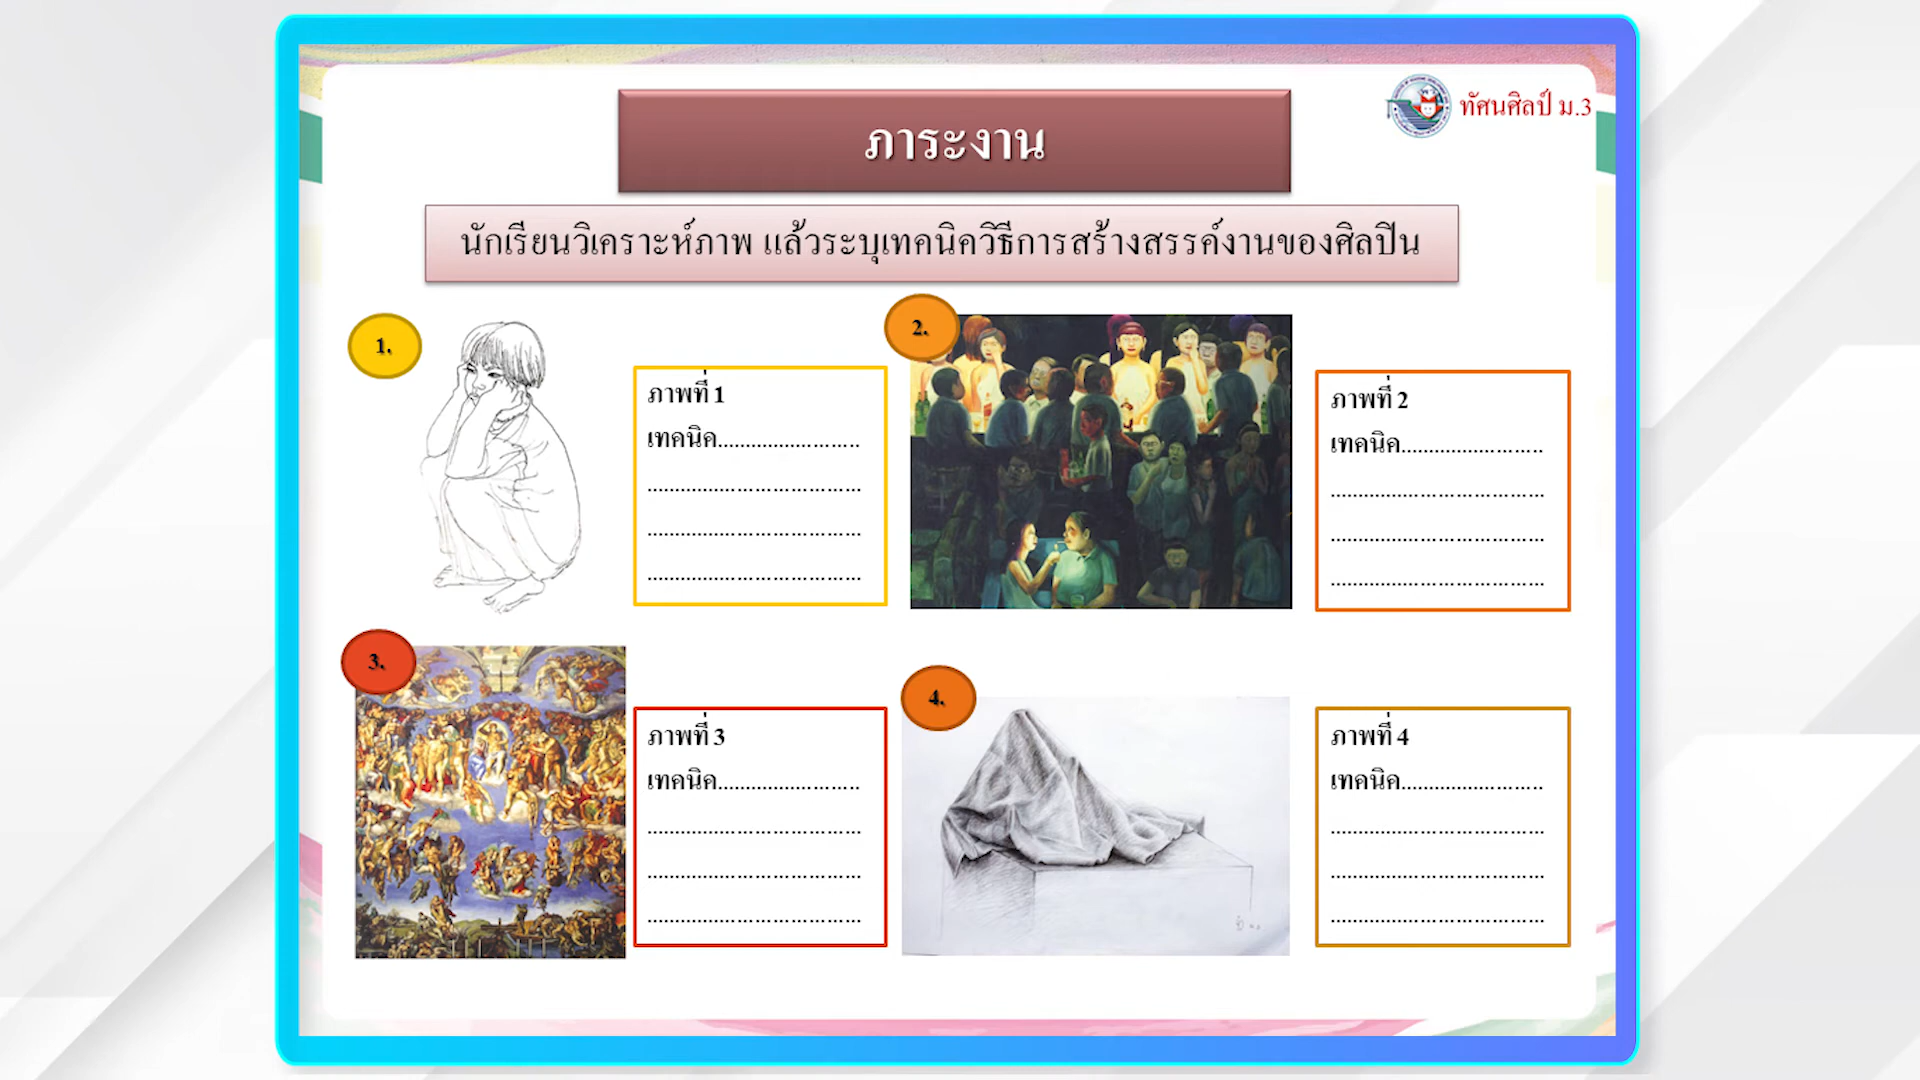 ทัศนศิลป์ ม.3
ภาระงาน
นักเรียนวิเคราะห์ภาพ แล้วระบุเทคนิควิธีการสร้างสรรค์งานของศิลปิน
1.
ภาพที่ 1
เทคนิค..........................
.......................................
.......................................
.......................................
2.
ภาพที่ 2
เทคนิค..........................
.......................................
.......................................
.......................................
3.
ภาพที่ 3
เทคนิค..........................
.......................................
.......................................
.......................................
4.
ภาพที่ 4
เทคนิค..........................
.......................................
.......................................
.......................................